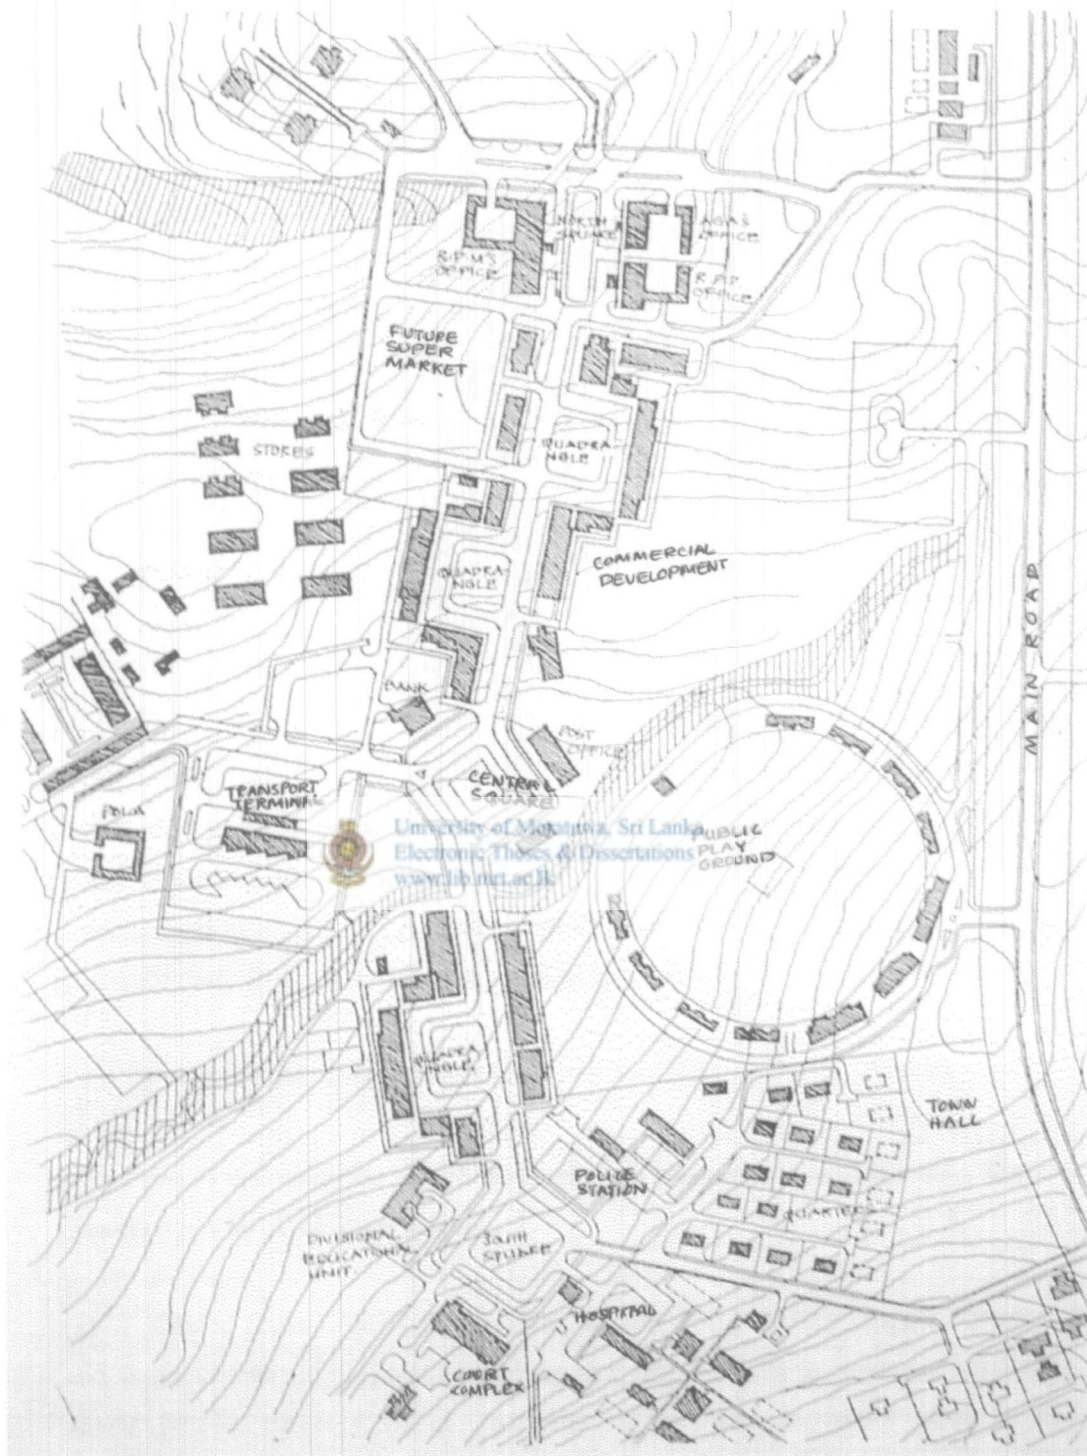 NORTH
SQUARE
AGA'S
OFFICE
R.P.M'S
OFFICE
OFFICE
FUTURE
SUPER
MARKET
QUADRA-
NGLE
STORES
COMMERCIAL
DEVELOPMENT
QUADRA-
NGLE
MAIN ROAD
BANK
POST
OFFICE
CENTRAL
SQUARE
TRANSPORT
TERMINAL
POLA
University of Moratuwa, Sri Lanka.
Electronic Theses & Dissertations
www.lib.mrt.ac.lk
PUBLIC
PLAY
GROUND
QUADRA-
NGLE
TOWN
HALL
POLICE
STATION
QUARTERS
DIVISIONAL
EDUCATIONAL
UNIT
SOUTH
SQUARE
HOSPITAL
COURT
COMPLEX